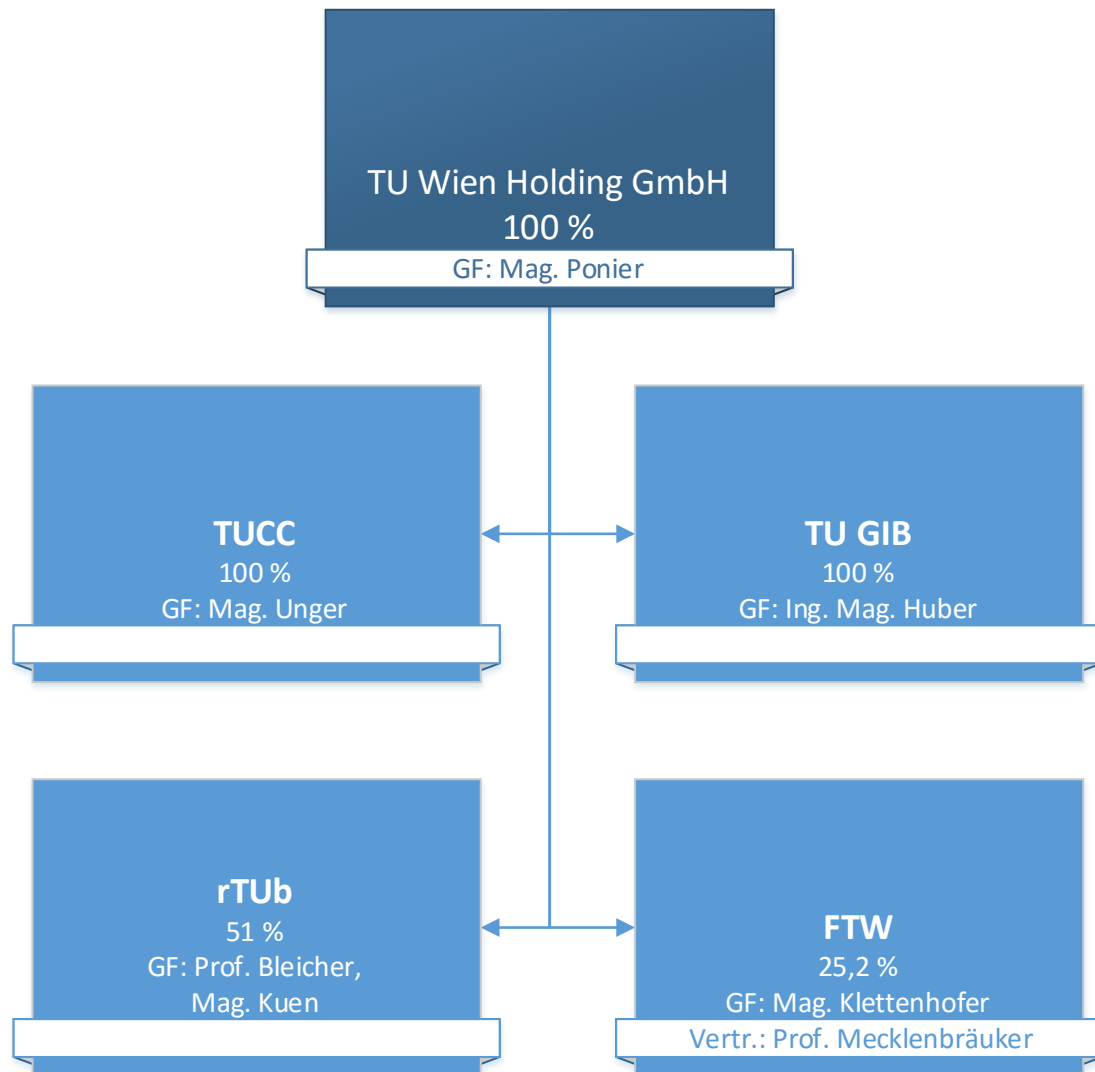 TU Wien Holding GmbH
100 %
GF: Mag. Ponier
TUCC
100 %
GF: Mag. Unger
TU GIB
100 %
GF: Ing. Mag. Huber
rTUb
51 %
GF: Prof. Bleicher,
Mag. Kuen
FTW
25,2 %
GF: Mag. Klettenhofer
Vertr.: Prof. Mecklenbräuker